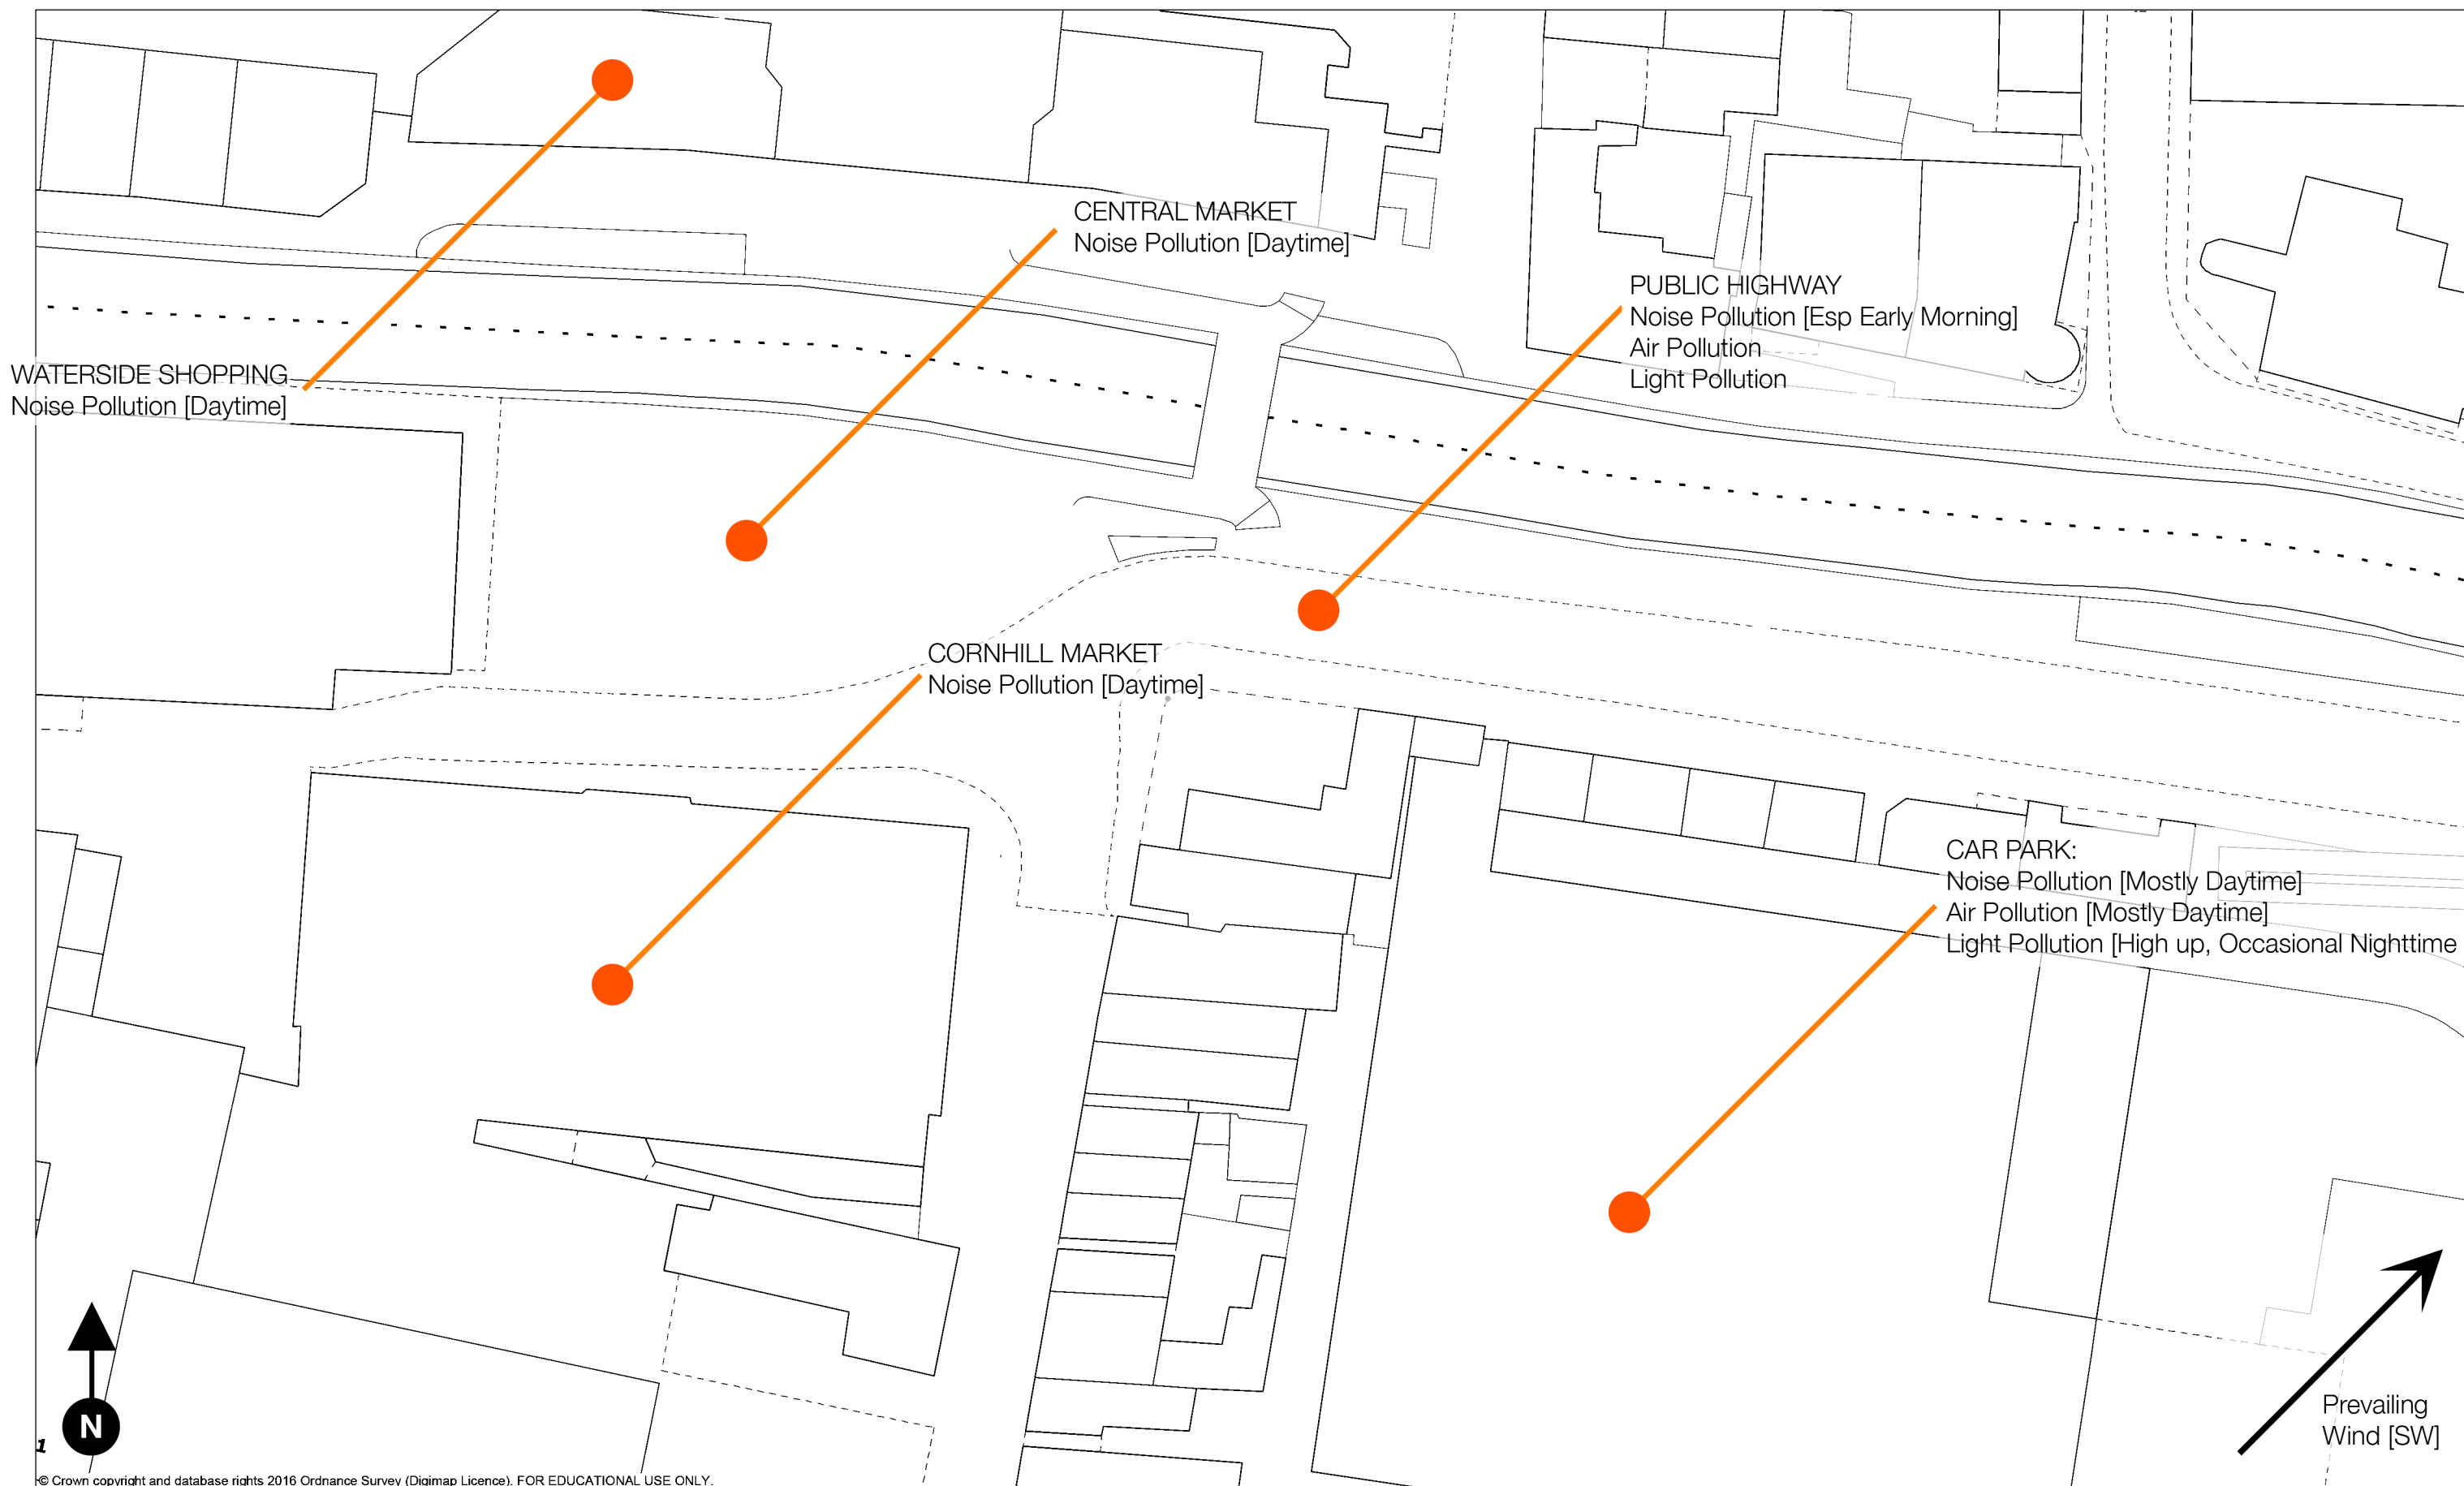 CENTRAL MARKET
Noise Pollution [Daytime]
PUBLIC HIGHWAY
Noise Pollution [Esp Early Morning]
Air Pollution
Light Pollution
WATERSIDE SHOPPING
Noise Pollution [Daytime]
CORNHILL MARKET
Noise Pollution [Daytime]
CAR PARK:
Noise Pollution [Mostly Daytime]
Air Pollution [Mostly Daytime]
Light Pollution [High up, Occasional Nighttime
Prevailing
Wind [SW]
N
1
© Crown copyright and database rights 2016 Ordnance Survey (Digimap Licence). FOR EDUCATIONAL USE ONLY.